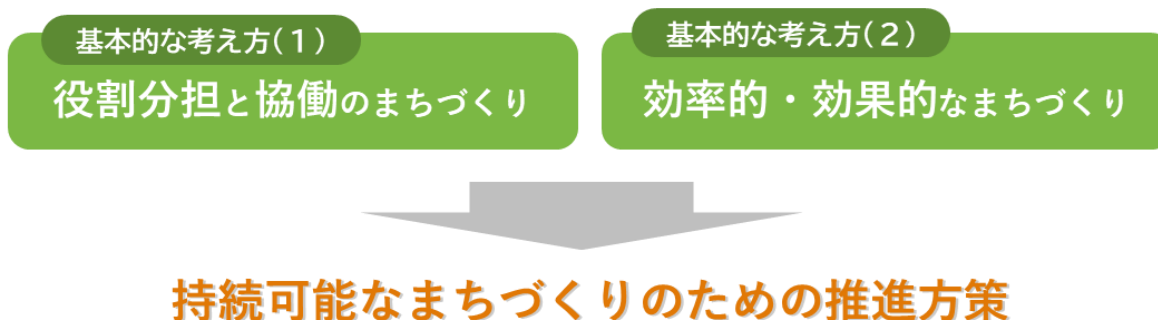 基本的な考え方(１)
役割分担と協働のまちづくり
基本的な考え方(２)
効率的・効果的なまちづくり
持続可能なまちづくりのための推進方策